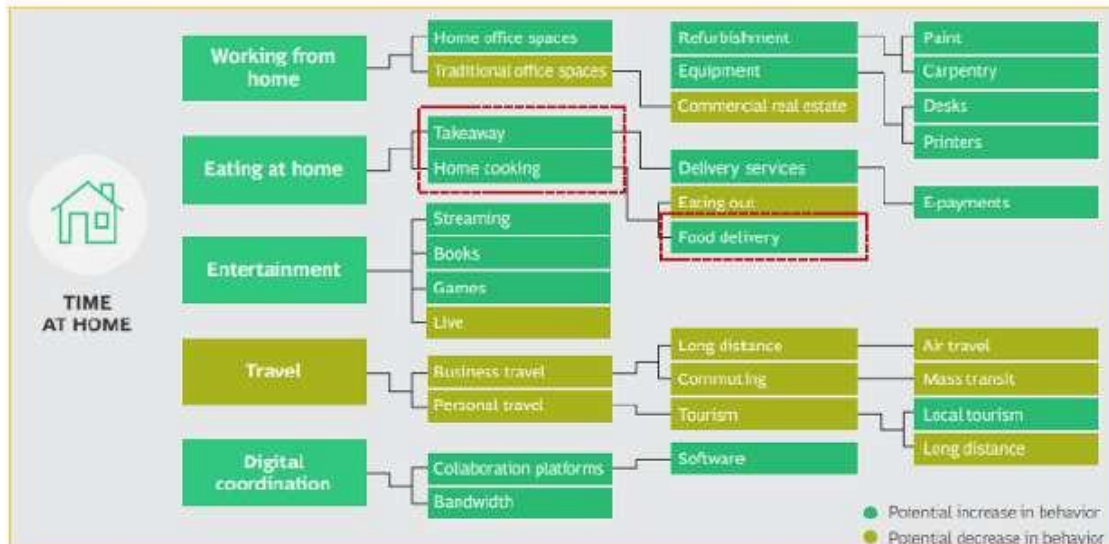 TIME
AT HOME
Working from
home
Home office spaces
Traditional office spaces
Refurbishment
Equipment
Commercial real estate
Paint
Carpentry
Desks
Printers
Eating at home
Takeaway
Home cooking
Delivery services
Eating out
Food delivery
E-payments
Entertainment
Streaming
Books
Games
Live
Travel
Business travel
Personal travel
Long distance
Commuting
Tourism
Air travel
Mass transit
Local tourism
Long distance
Digital
coordination
Collaboration platforms
Bandwidth
Software
Potential increase in behavior
Potential decrease in behavior